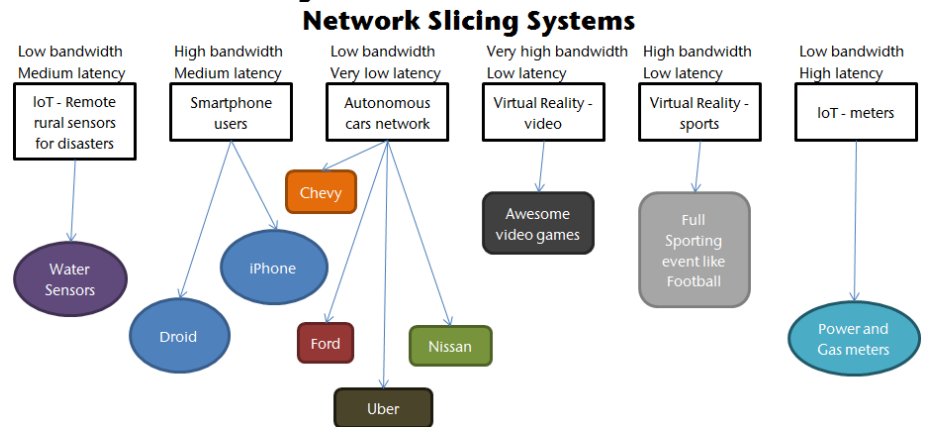 Network Slicing Systems
Low bandwidth
Medium latency
High bandwidth
Medium latency
Low bandwidth
Very low latency
Very high bandwidth
Low latency
High bandwidth
Low latency
Low bandwidth
High latency
IoT - Remote
rural sensors
for disasters
Smartphone
users
Autonomous
cars network
Virtual Reality -
video
Virtual Reality -
sports
IoT - meters
Chevy
Awesome
video games
Full
Sporting
event like
Football
Water
Sensors
iPhone
Droid
Ford
Nissan
Power and
Gas meters
Uber